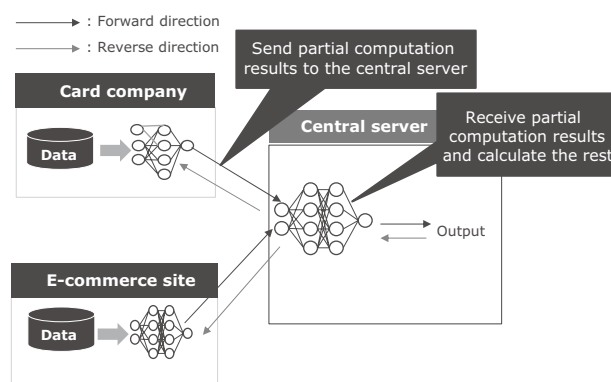 : Forward direction
: Reverse direction
Send partial computation
results to the central server
Card company
Data
Central server
Receive partial
computation results
and calculate the rest
Output
E-commerce site
Data